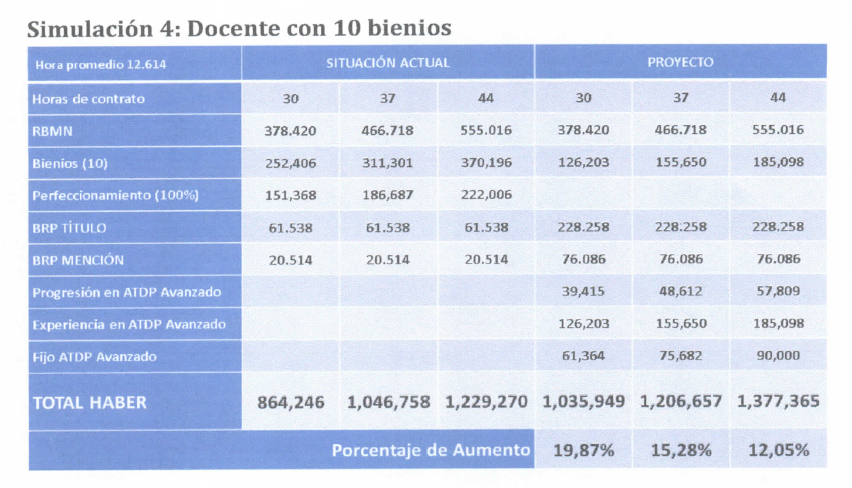 Simulación 4: Docente con 10 bienios
Hora promedio 12.614 SITUACIÓN ACTUAL PROYECTO
Horas de contrato 30 37 44 30 37 44
RBMN 378.420 466.718 555.016 378.420 466.718 555.016
Bienios (10) 252,406 311,301 370,196 126,203 155,650 185,098
Perfeccionamiento (100%) 151,368 186,687 222,006
BRP TÍTULO 61.538 61.538 61.538 228.258 228.258 228.258
BRP MENCIÓN 20.514 20.514 20.514 76.086 76.086 76.086
Progresión en ATDP Avanzado 39,415 48,612 57,809
Experiencia en ATDP Avanzado 126,203 155,650 185,098
Fijo ATDP Avanzado 61,364 75,682 90,000
TOTAL HABER 864,246 1,046,758 1,229,270 1,035,949 1,206,657 1,377,365
Porcentaje de Aumento 19,87% 15,28% 12,05%